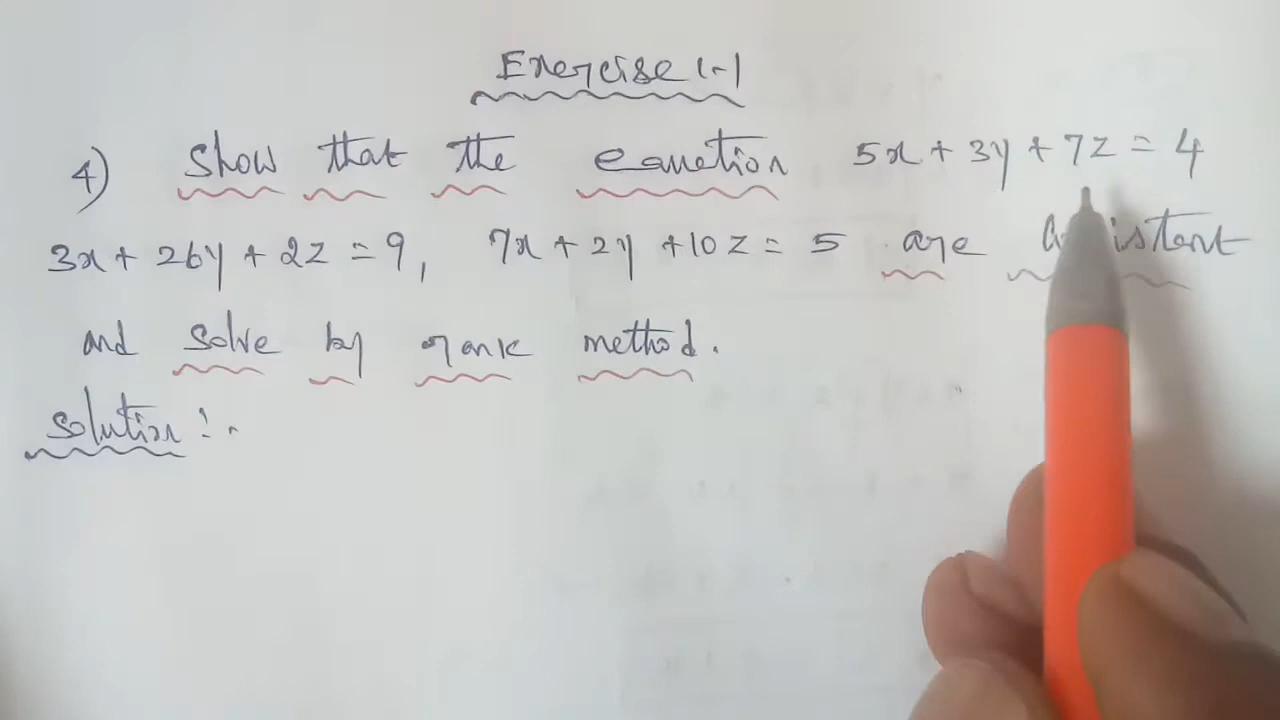 Exercise 1.1
4) Show that the equation 5x + 3y + 7z = 4
3x + 26y + 2z = 9, 7x + 2y + 10z = 5 are
and solve by rank method.
Solution :.